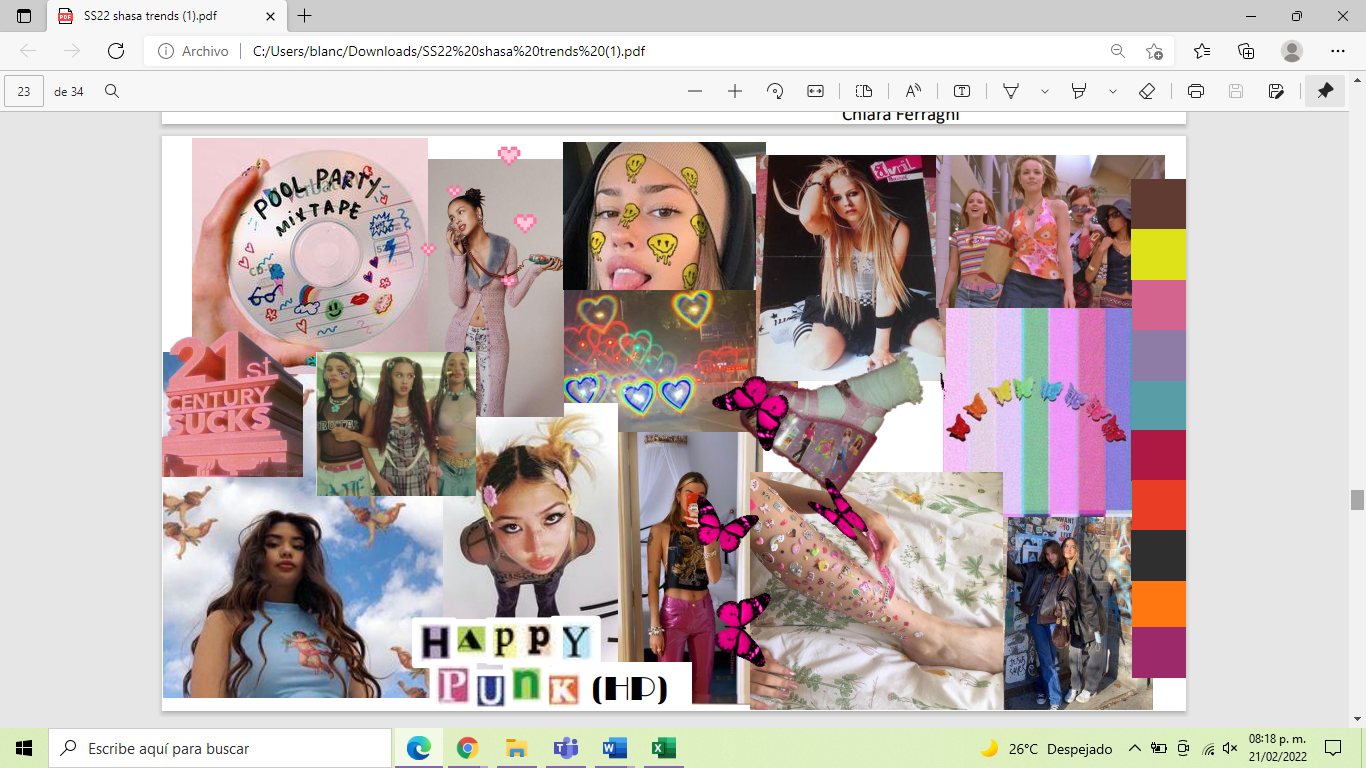 SS22 shasa trends (1).pdf
Archivo
C:/Users/blanc/Downloads/SS22%20shasa%20trends%20(1).pdf
23 de 34
Chiara Ferragni
POOL PARTY
MIXTAPE
avril
21st
CENTURY
SUCKS
HAPPY
PUNK (HP)
Escribe aquí para buscar
26°C Despejado
08:18 p. m.
21/02/2022